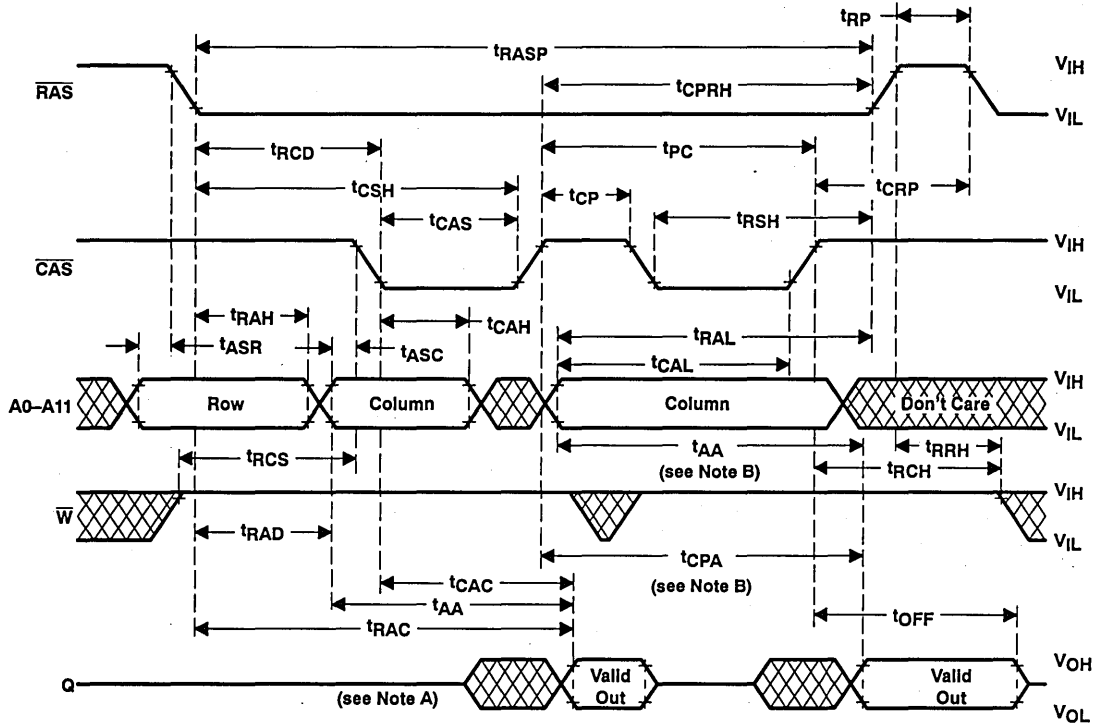 tRP
tRASP
VIH
tCPRH
RAS
VIL
tRCD
tPC
tCSH
tCP
tCRP
tCAS
tRSH
VIH
CAS
VIL
tRAH
tCAH
tRAL
tASR
tASC
tCAL
VIH
A0–A11
Row
Column
Column
Don't Care
VIL
tAA
tRRH
tRCS
(see Note B)
tRCH
VIH
W
VIL
tRAD
tCPA
tCAC
(see Note B)
tAA
tOFF
tRAC
VOH
Valid
Out
Valid
Out
Q
(see Note A)
VOL